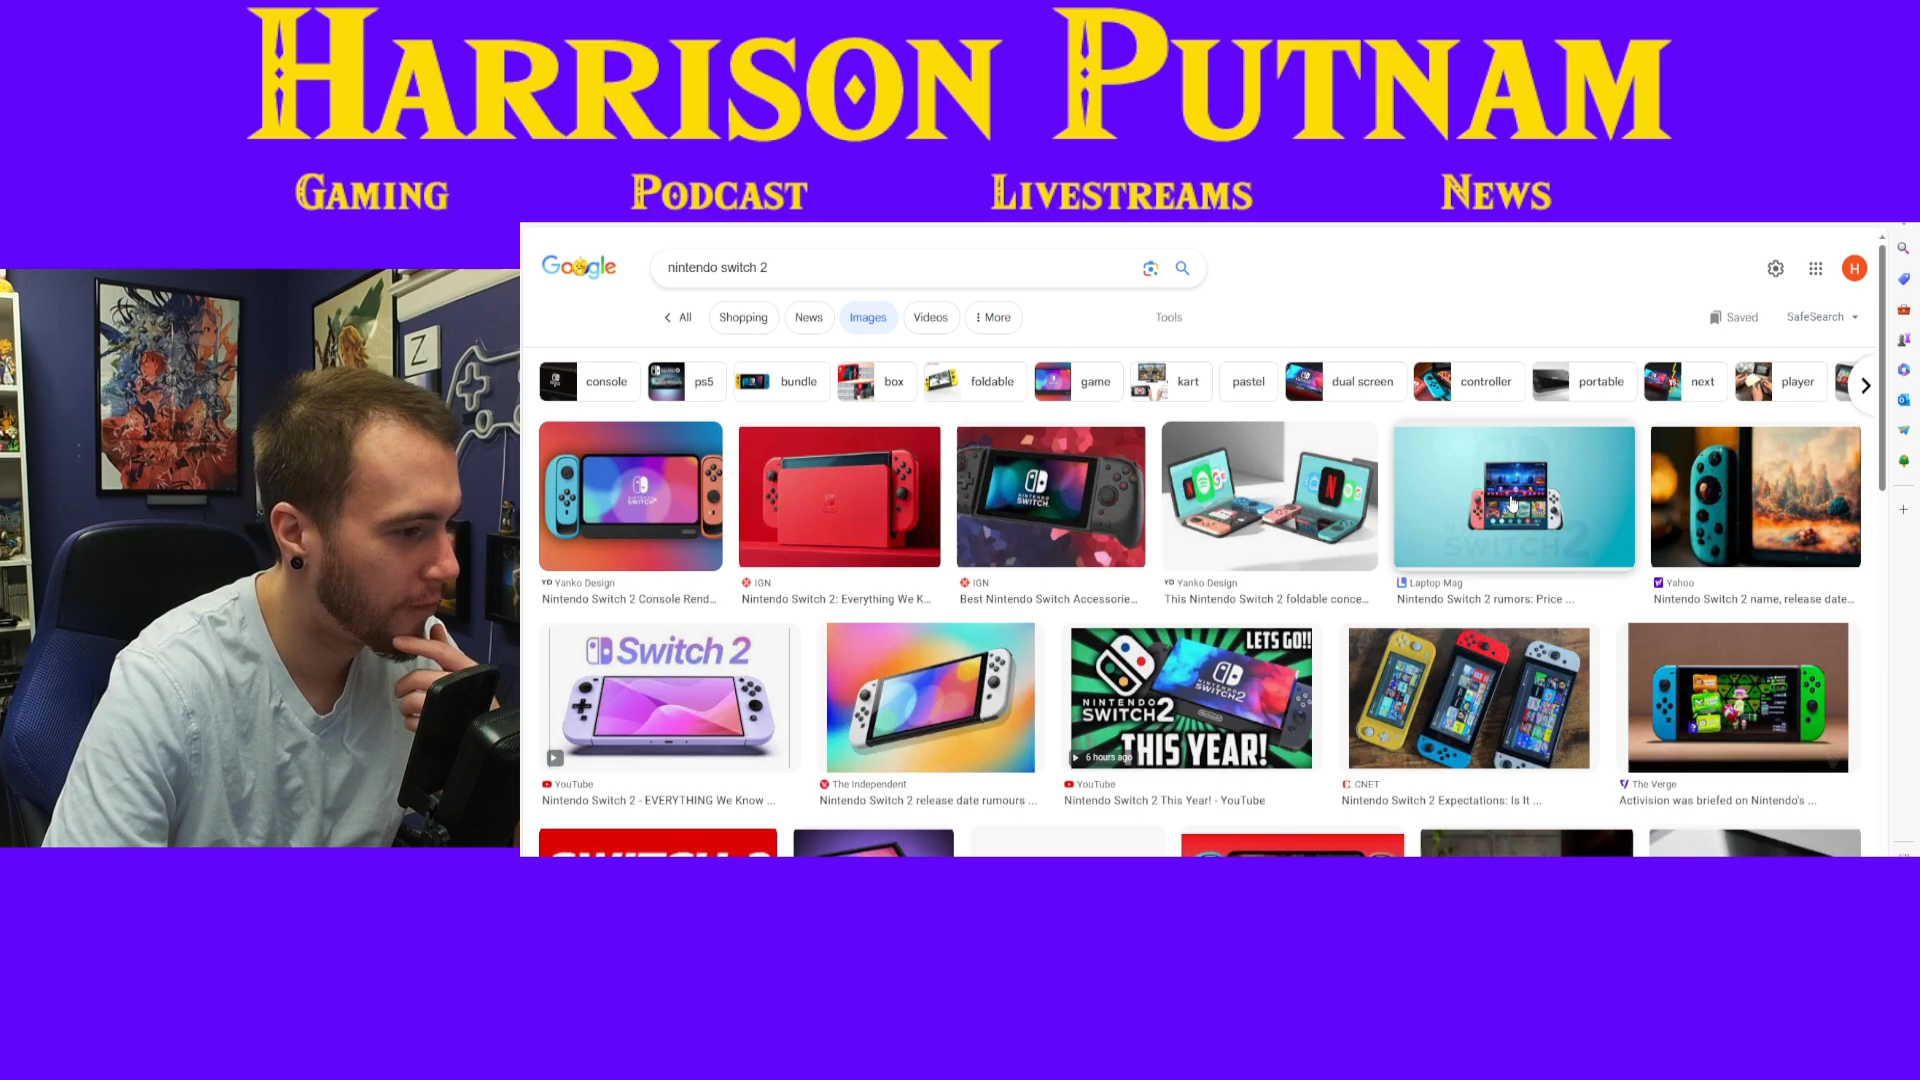 HARRISON PUTNAM
GAMING PODCAST LIVESTREAMS NEWS
Google
nintendo switch 2
H
All Shopping News Images Videos More Tools Saved SafeSearch
console ps5 bundle box foldable game kart pastel dual screen controller portable next player
Z
NINTENDO
SWITCH
YD Yanko Design
Nintendo Switch 2 Console Rend...
IGN
Nintendo Switch 2: Everything We K...
IGN
Best Nintendo Switch Accessorie...
YD Yanko Design
This Nintendo Switch 2 foldable conce...
Laptop Mag
Nintendo Switch 2 rumors: Price ...
Yahoo
Nintendo Switch 2 name, release date...
Switch 2
LETS GO!!
NINTENDO
SWITCH2
NINTENDO
SWITCH2
THIS YEAR!
6 hours ago
YouTube
Nintendo Switch 2 - EVERYTHING We Know ...
The Independent
Nintendo Switch 2 release date rumours ...
YouTube
Nintendo Switch 2 This Year! - YouTube
CNET
Nintendo Switch 2 Expectations: Is It ...
The Verge
Activision was briefed on Nintendo's ...